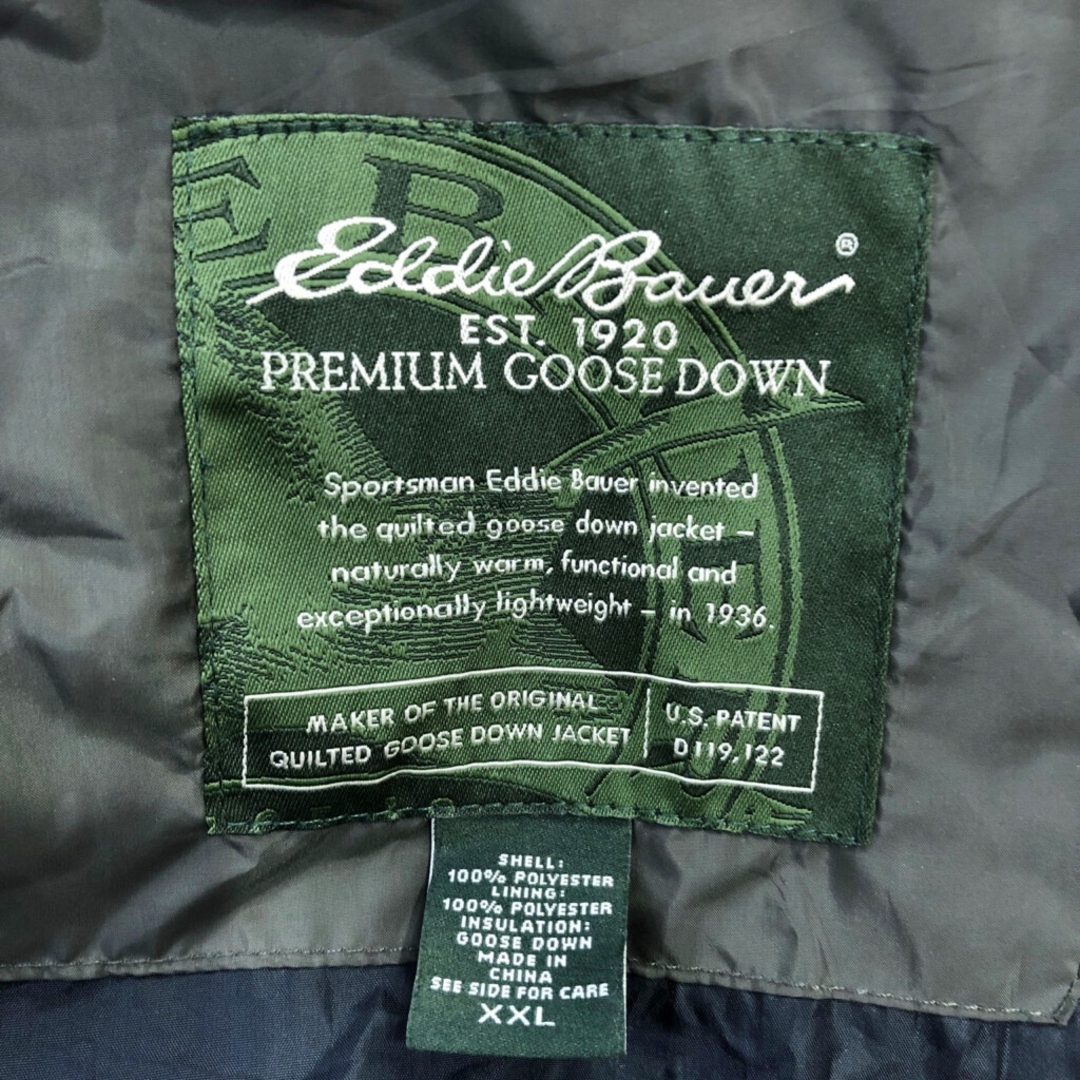 Eddie Bauer®
EST. 1920
PREMIUM GOOSE DOWN
Sportsman Eddie Bauer invented
the quilted goose down jacket –
naturally warm, functional and
exceptionally lightweight – in 1936.
MAKER OF THE ORIGINAL
QUILTED GOOSE DOWN JACKET
U.S. PATENT
D119,122
SHELL:
100% POLYESTER
LINING:
100% POLYESTER
INSULATION:
GOOSE DOWN
MADE IN
CHINA
SEE SIDE FOR CARE
XXL